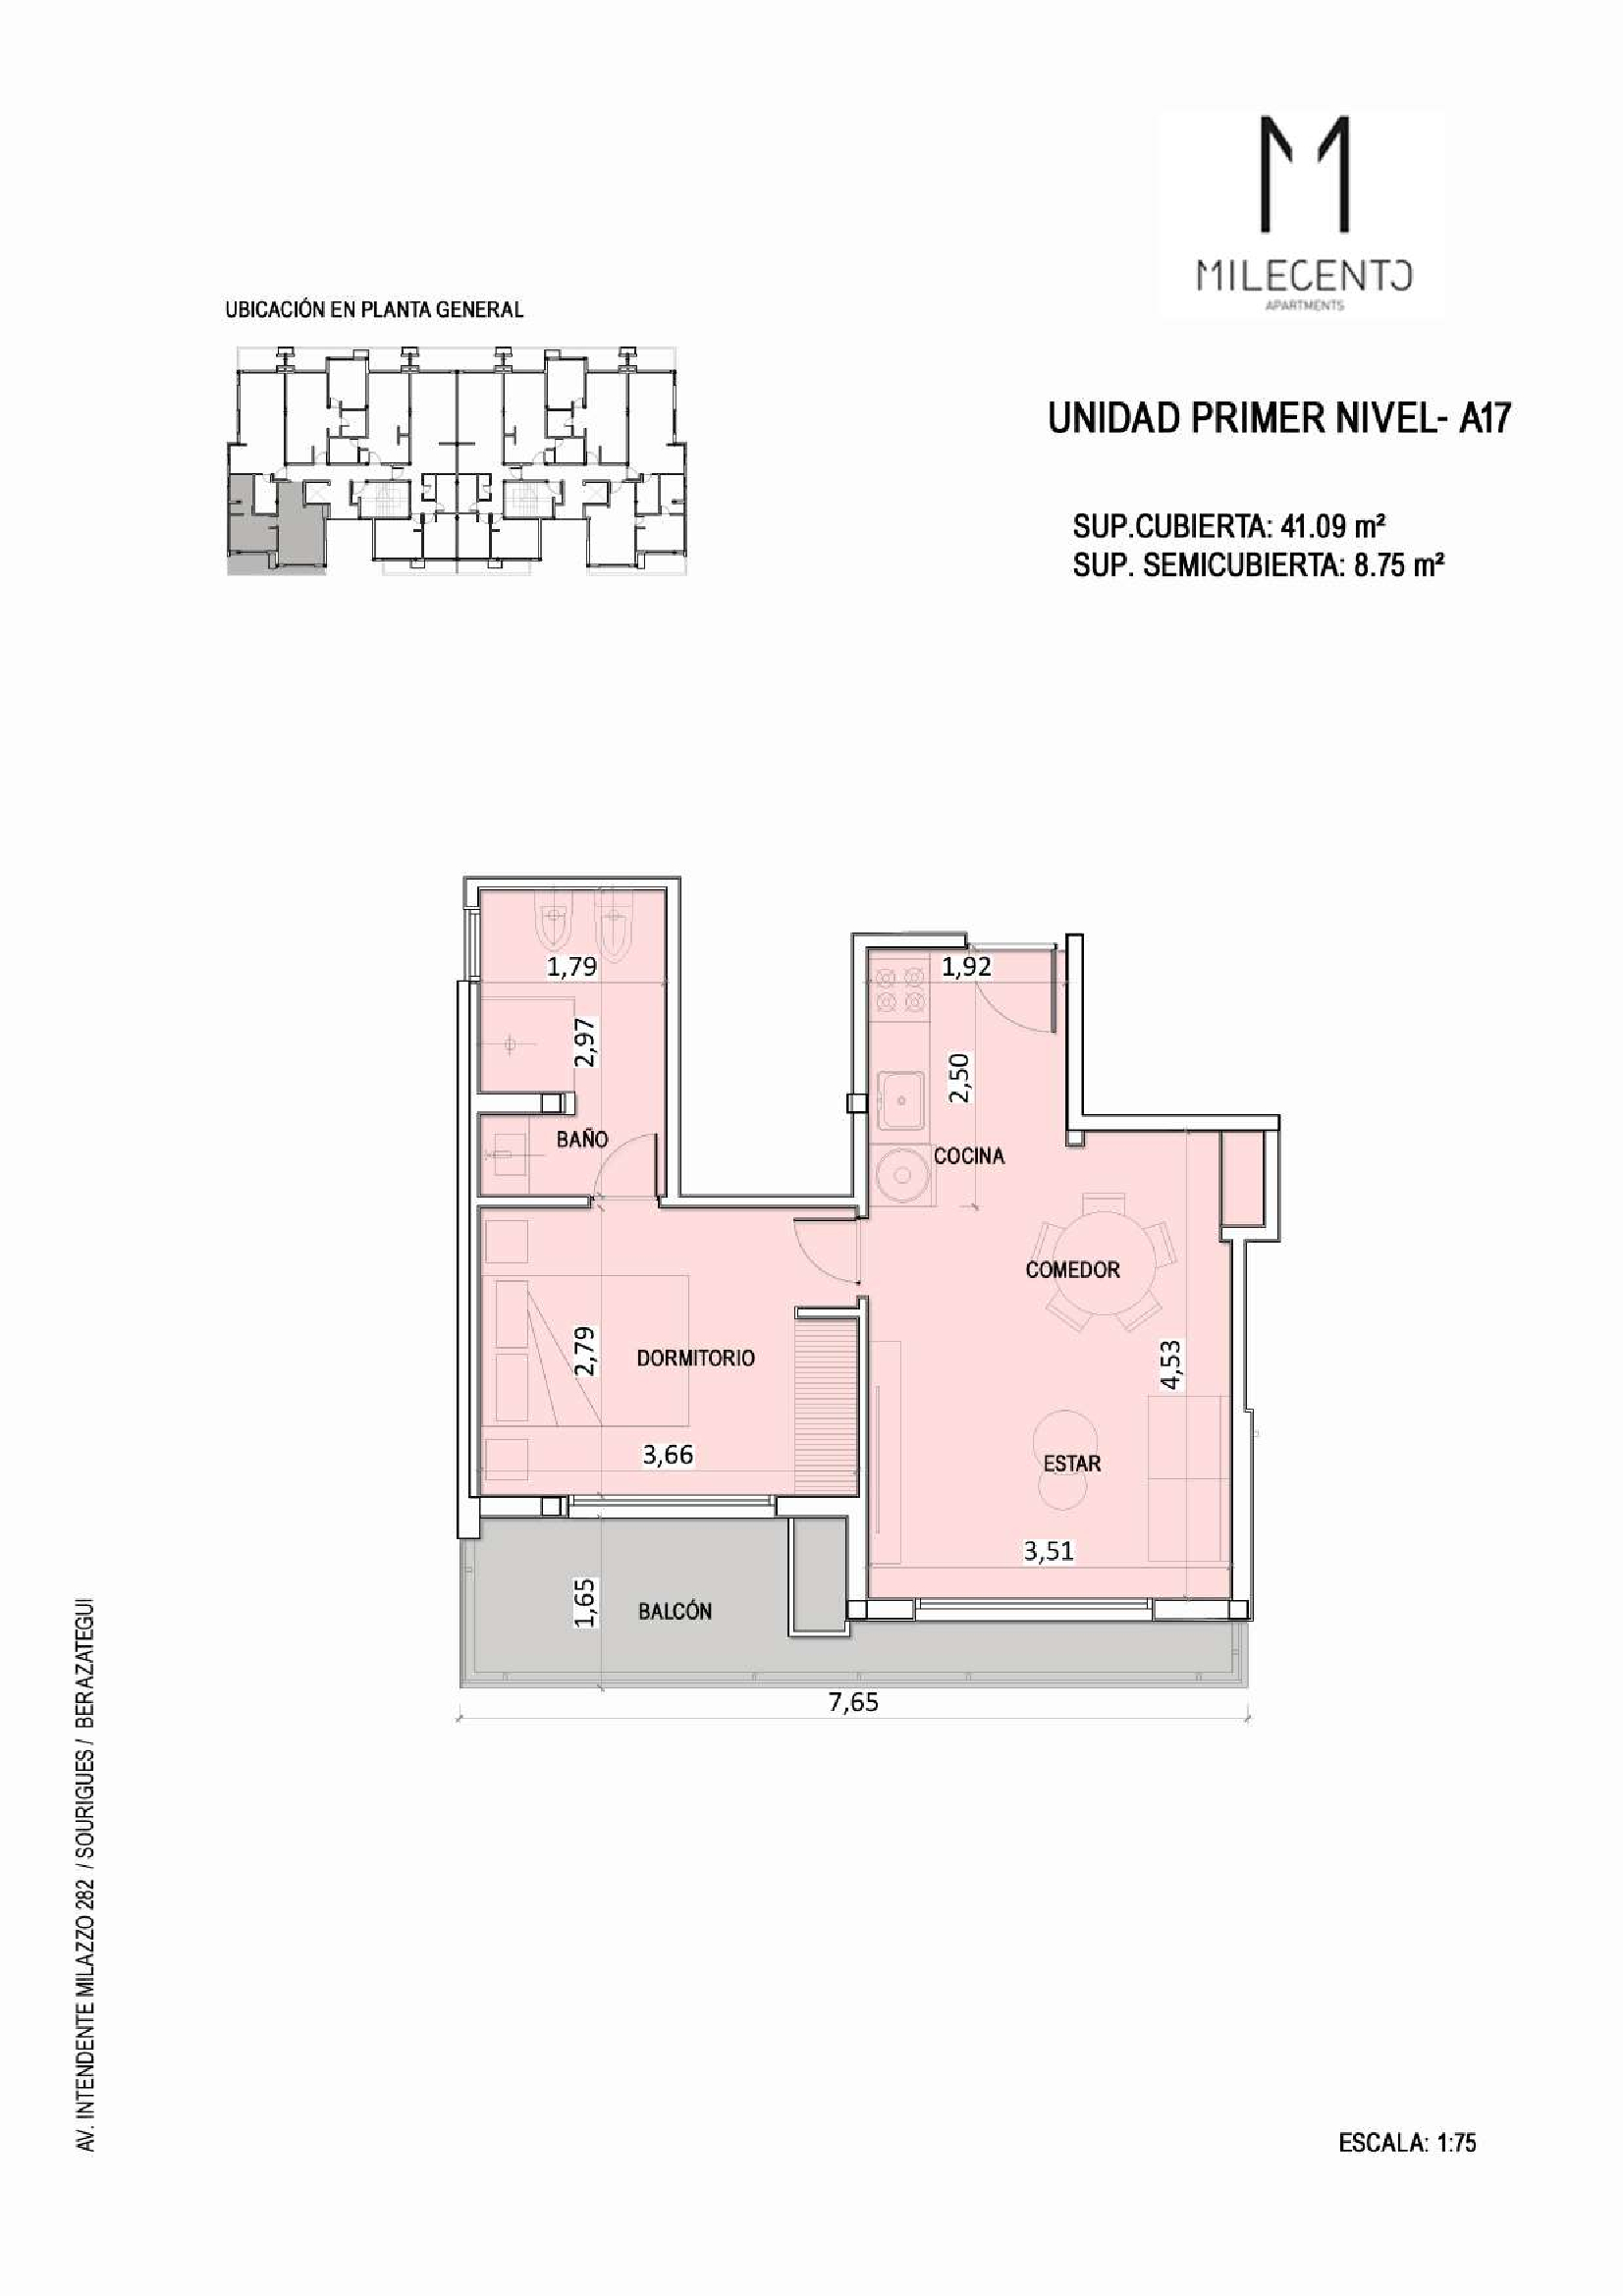 MILECENTO
APARTMENTS
UBICACIÓN EN PLANTA GENERAL
UNIDAD PRIMER NIVEL- A17
SUP.CUBIERTA: 41.09 m²
SUP. SEMICUBIERTA: 8.75 m²
1,79
1,92
2,97
2,50
BAÑO
COCINA
COMEDOR
2,79
DORMITORIO
4,53
3,66
ESTAR
3,51
1,65
BALCÓN
7,65
AV. INTENDENTE MILAZZO 282 / SOURIGUES / BERAZATEGUI
ESCALA: 1:75